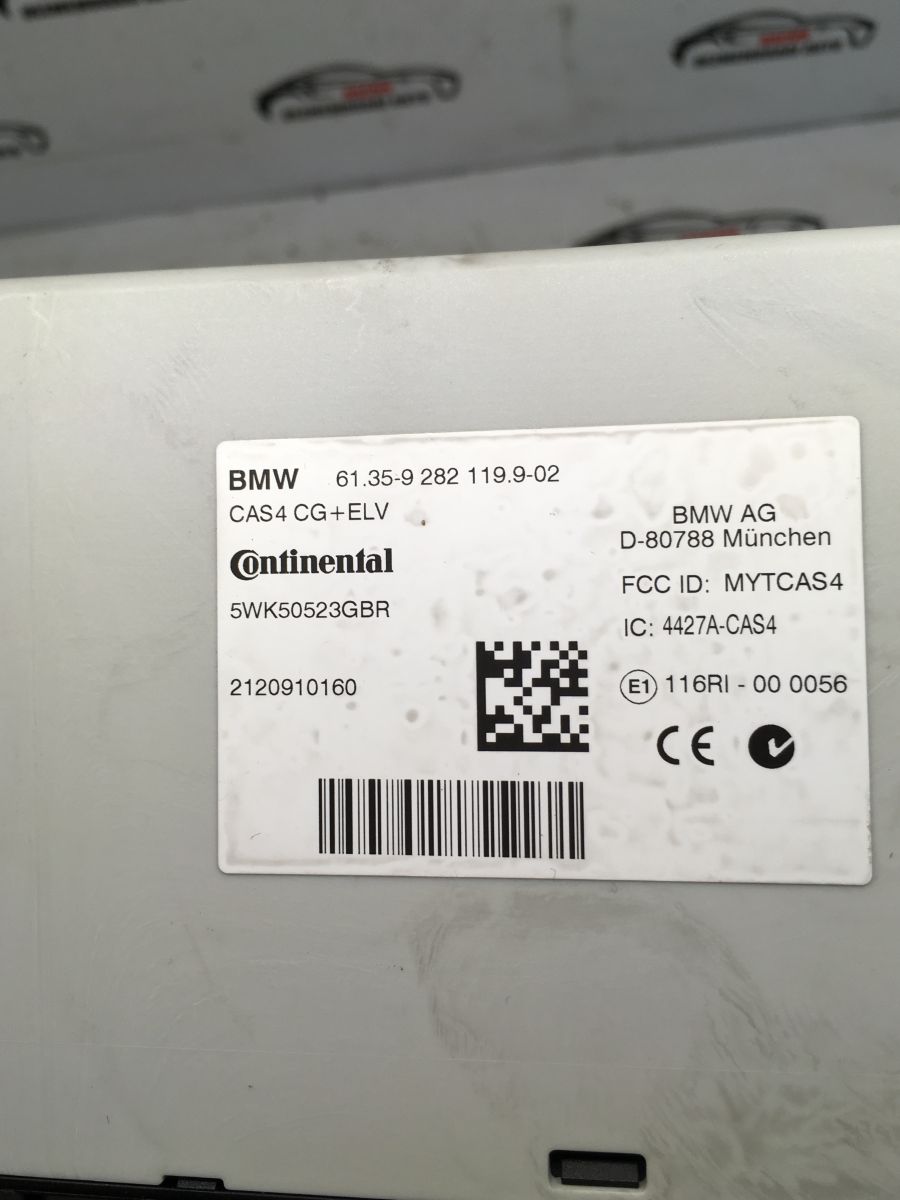 BMW 61.35-9 282 119.9-02
CAS4 CG+ELV
Continental
5WK50523GBR
2120910160
BMW AG
D-80788 München
FCC ID: MYTCAS4
IC: 4427A-CAS4
E1 116RI - 00 0056
CE